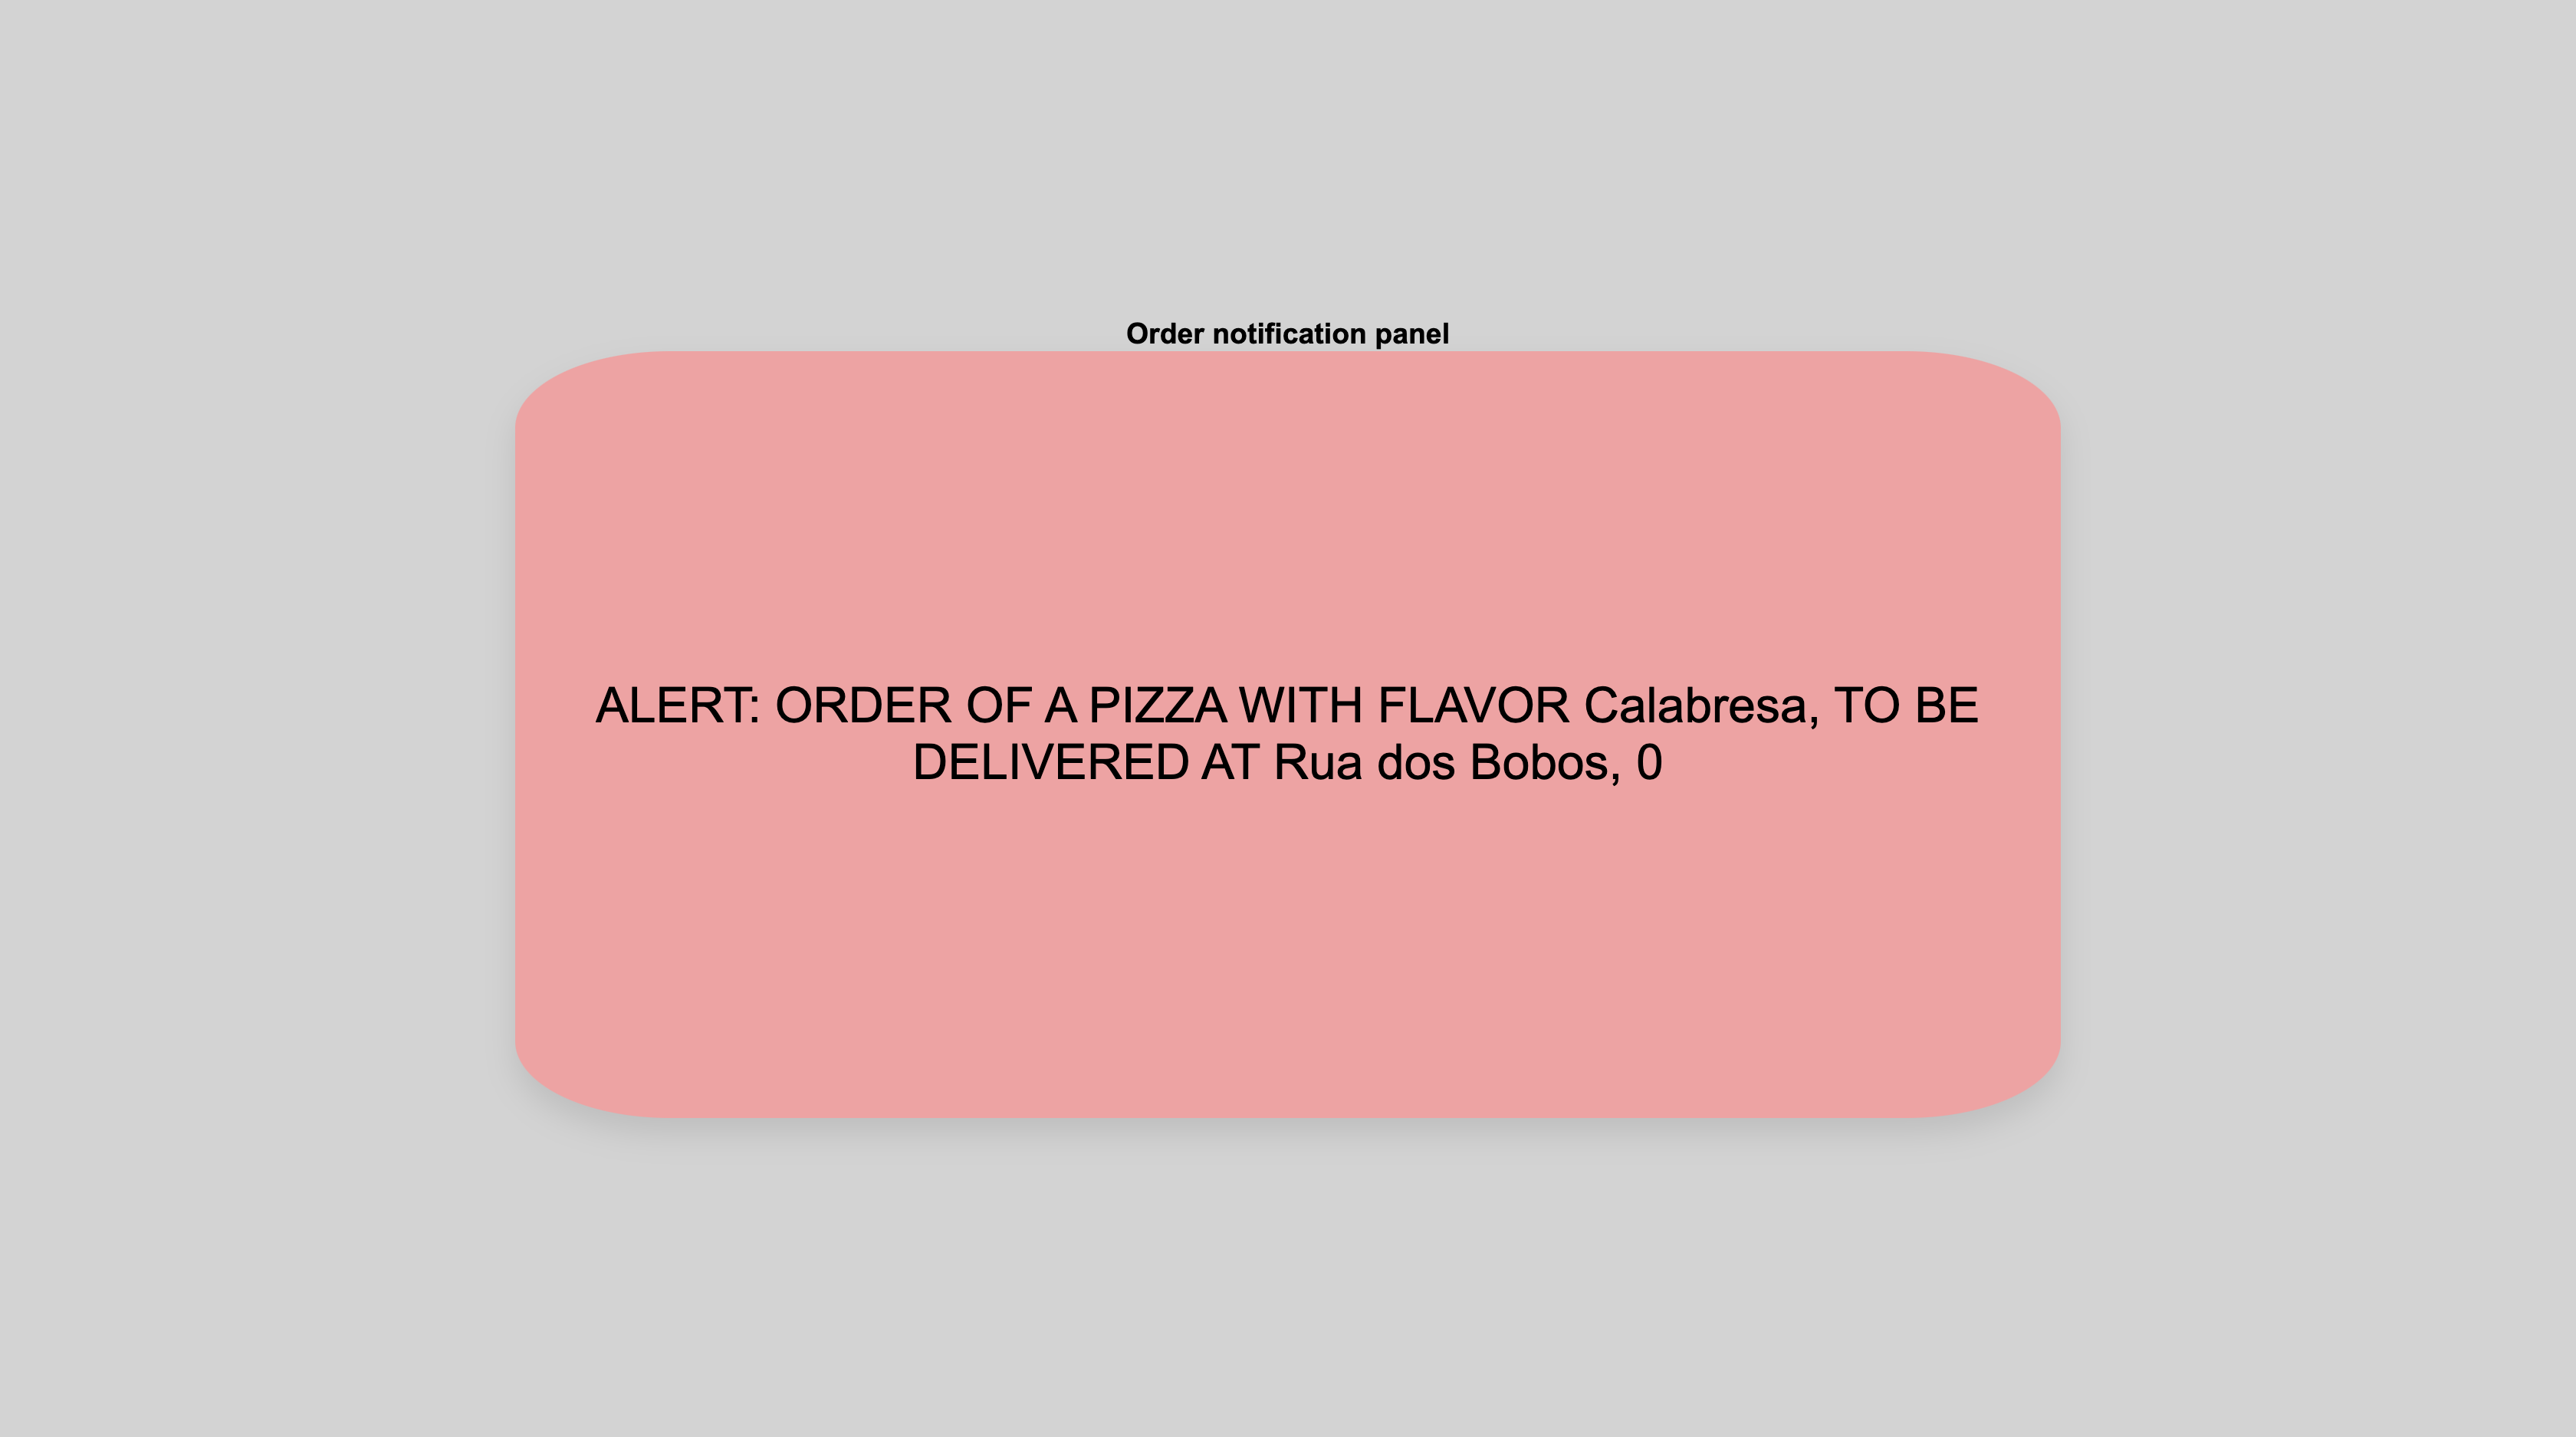 Order notification panel
ALERT: ORDER OF A PIZZA WITH FLAVOR Calabresa, TO BE
DELIVERED AT Rua dos Bobos, 0